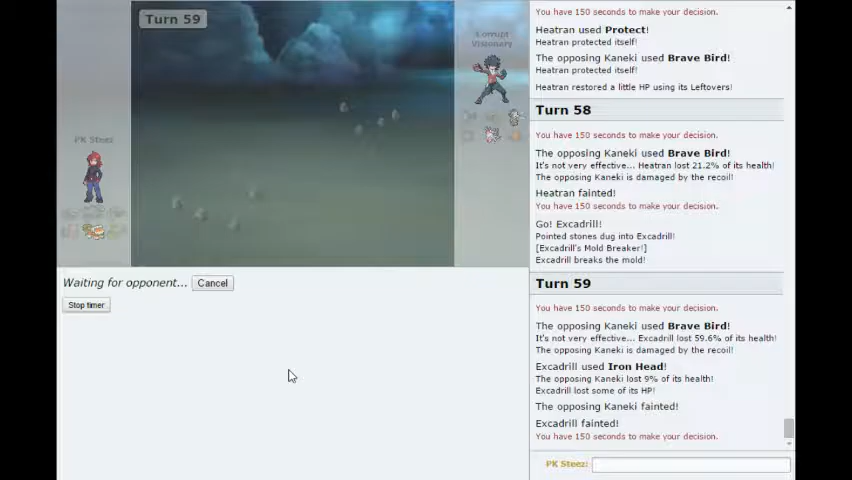 Turn 59
Corrupt
Visionary
PK Steez
Waiting for opponent... Cancel
Stop timer
You have 150 seconds to make your decision.
Heatran used Protect!
Heatran protected itself!
The opposing Kaneki used Brave Bird!
Heatran protected itself!
Heatran restored a little HP using its Leftovers!
Turn 58
You have 150 seconds to make your decision.
The opposing Kaneki used Brave Bird!
It's not very effective... Heatran lost 21.2% of its health!
The opposing Kaneki is damaged by the recoil!
Heatran fainted!
You have 150 seconds to make your decision.
Go! Excadrill!
Pointed stones dug into Excadrill!
[Excadrill's Mold Breaker!]
Excadrill breaks the mold!
Turn 59
You have 150 seconds to make your decision.
The opposing Kaneki used Brave Bird!
It's not very effective... Excadrill lost 59.6% of its health!
The opposing Kaneki is damaged by the recoil!
Excadrill used Iron Head!
The opposing Kaneki lost 9% of its health!
Excadrill lost some of its HP!
The opposing Kaneki fainted!
Excadrill fainted!
You have 150 seconds to make your decision.
PK Steez: